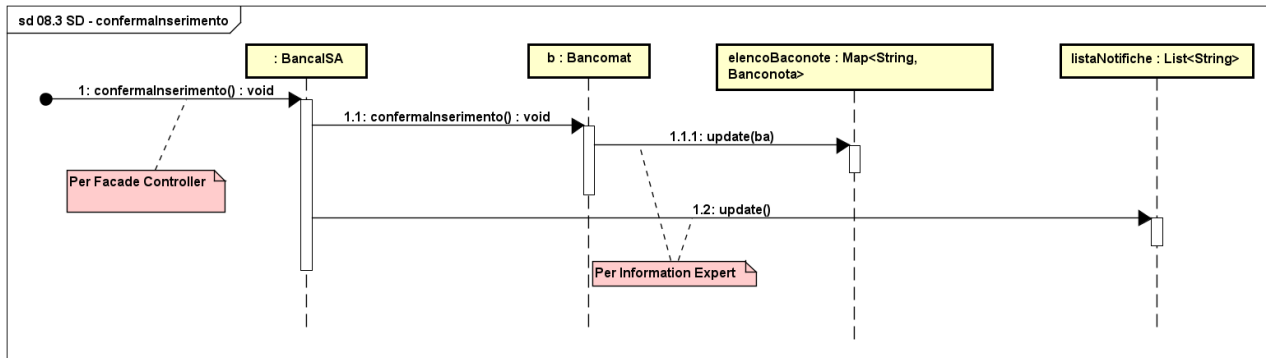 sd 08.3 SD - confermaInserimento
: BancaISA
b : Bancomat
elencoBaconote : Map<String,
Banconota>
listaNotifiche : List<String>
1: confermaInserimento() : void
1.1: confermaInserimento() : void
1.1.1: update(ba)
Per Facade Controller
1.2: update()
Per Information Expert